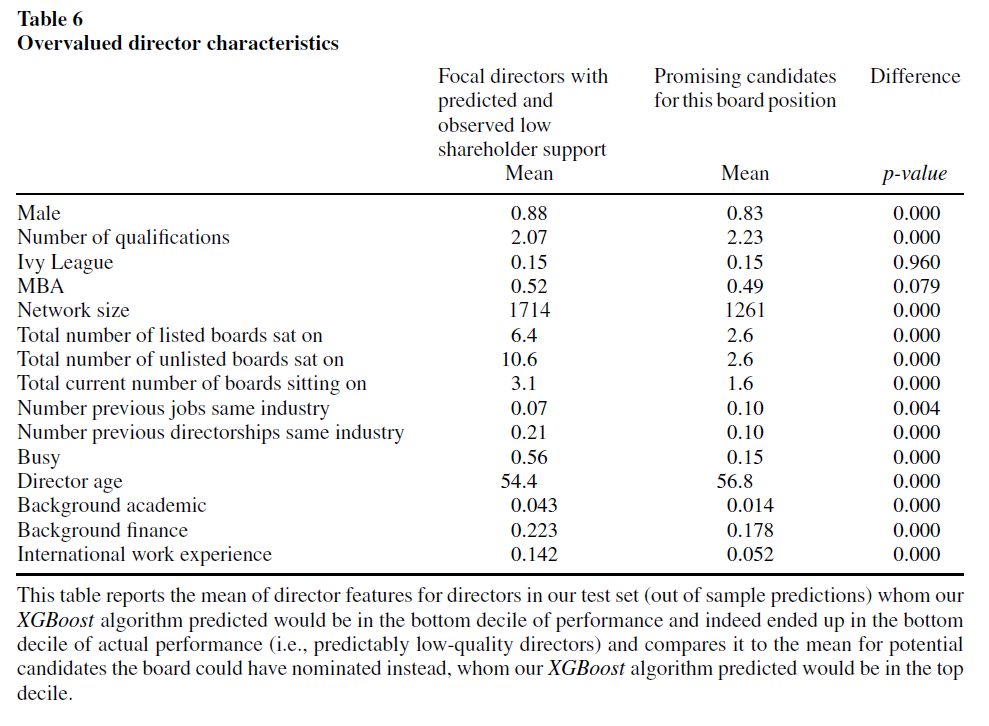 Table 6
Overvalued director characteristics
Focal directors with predicted and observed low shareholder support Mean | Promising candidates for this board position Mean | Difference p-value
Male 0.88 0.83 0.000
Number of qualifications 2.07 2.23 0.000
Ivy League 0.15 0.15 0.960
MBA 0.52 0.49 0.079
Network size 1714 1261 0.000
Total number of listed boards sat on 6.4 2.6 0.000
Total number of unlisted boards sat on 10.6 2.6 0.000
Total current number of boards sitting on 3.1 1.6 0.000
Number previous jobs same industry 0.07 0.10 0.004
Number previous directorships same industry 0.21 0.10 0.000
Busy 0.56 0.15 0.000
Director age 54.4 56.8 0.000
Background academic 0.043 0.014 0.000
Background finance 0.223 0.178 0.000
International work experience 0.142 0.052 0.000
This table reports the mean of director features for directors in our test set (out of sample predictions) whom our
XGBoost algorithm predicted would be in the bottom decile of performance and indeed ended up in the bottom
decile of actual performance (i.e., predictably low-quality directors) and compares it to the mean for potential
candidates the board could have nominated instead, whom our XGBoost algorithm predicted would be in the top
decile.